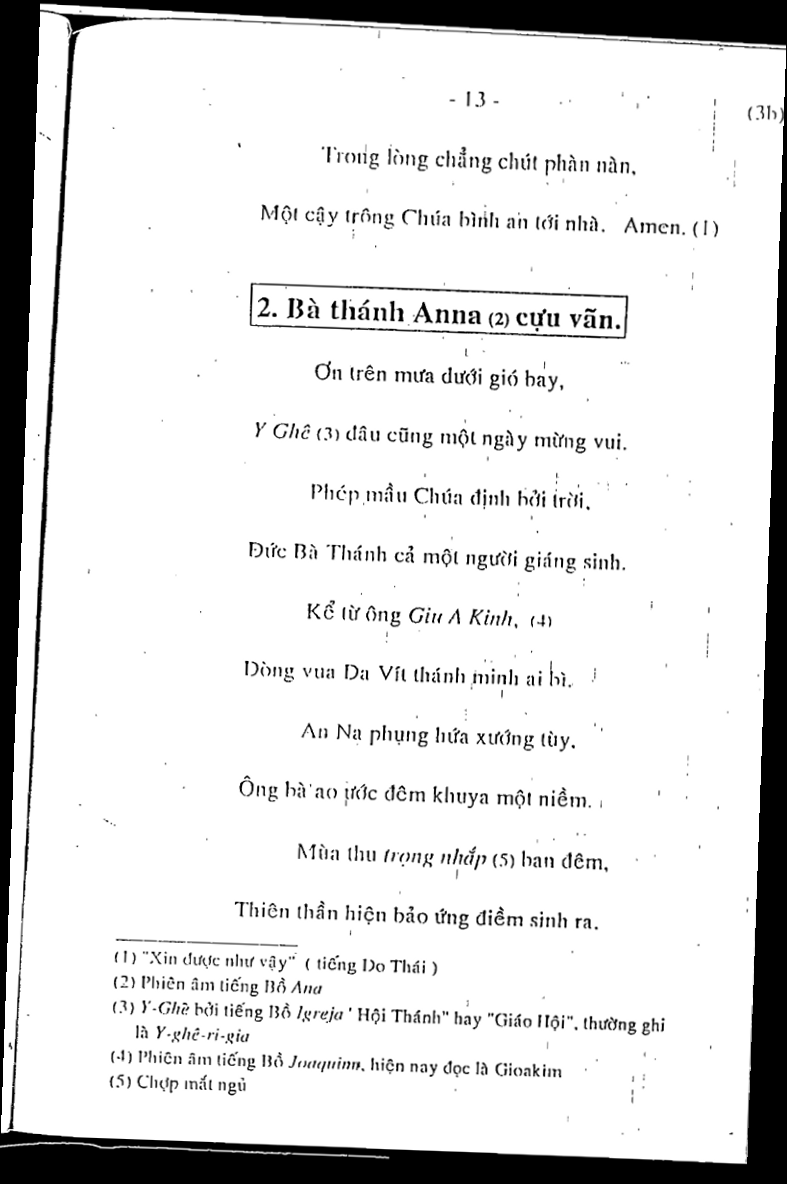 - 13 -
(3b)
Trong lòng chẳng chút phàn nàn,
Một cậy trông Chúa bình an tới nhà. Amen. (1)
2. Bà thánh Anna (2) cựu vãn.
Ơn trên mưa dưới gió bay,
Y Ghê (3) đâu cũng một ngày mừng vui.
Phép mầu Chúa định bởi trời,
Đức Bà Thánh cả một người giáng sinh.
Kể từ ông Giu A Kinh, (4)
Dòng vua Da Vít thánh minh ai bì.
An Na phụng hứa xướng tùy,
Ông bà ao ước đêm khuya một niềm.
Mùa thu trọng nhắp (5) ban đêm,
Thiên thần hiện bảo ứng điềm sinh ra.
(1) "Xin được như vậy" ( tiếng Do Thái )
(2) Phiên âm tiếng Bồ Ana
(3) Y-Ghê bởi tiếng Bồ Igreja ' Hội Thánh" hay "Giáo Hội", thường ghi
là Y-ghê-ri-gia
(4) Phiên âm tiếng Bồ Joaquinn, hiện nay đọc là Gioakim
(5) Chợp mắt ngủ